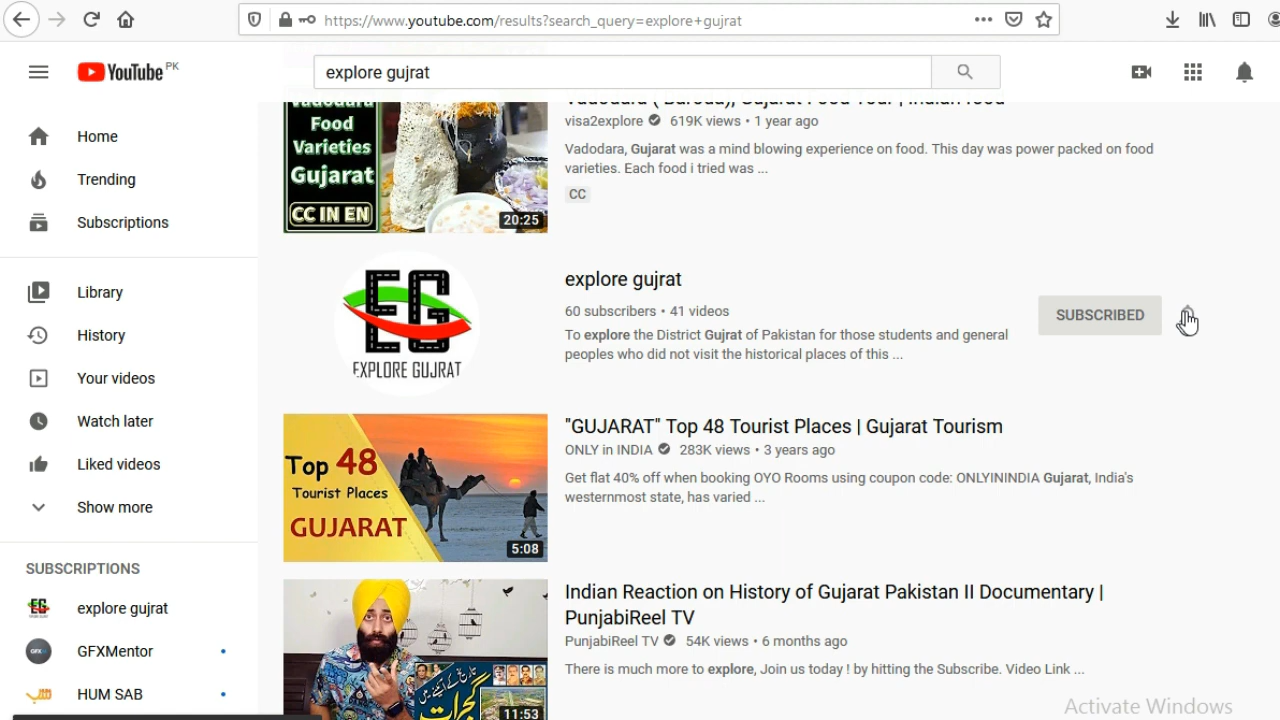 https://www.youtube.com/results?search_query=explore+gujrat
YouTube PK
explore gujrat
Home
Trending
Subscriptions
Library
History
Your videos
Watch later
Liked videos
Show more
SUBSCRIPTIONS
explore gujrat
GFXMentor
HUM SAB
Vadodara
Food
Varieties
Gujarat
CC IN EN
20:25
Vadodara ( Baroda), Gujarat Food Tour | Indian food
visa2explore 619K views • 1 year ago
Vadodara, Gujarat was a mind blowing experience on food. This day was power packed on food
varieties. Each food i tried was ...
CC
EG
EXPLORE GUJRAT
explore gujrat
60 subscribers • 41 videos
To explore the District Gujrat of Pakistan for those students and general
peoples who did not visit the historical places of this ...
SUBSCRIBED
Top 48
Tourist Places
GUJARAT
5:08
"GUJARAT" Top 48 Tourist Places | Gujarat Tourism
ONLY in INDIA 283K views • 3 years ago
Get flat 40% off when booking OYO Rooms using coupon code: ONLYININDIA Gujarat, India's
westernmost state, has varied ...
گجرات
11:53
Indian Reaction on History of Gujarat Pakistan II Documentary |
PunjabiReel TV
PunjabiReel TV 54K views • 6 months ago
There is much more to explore, Join us today ! by hitting the Subscribe. Video Link ...
Activate Windows